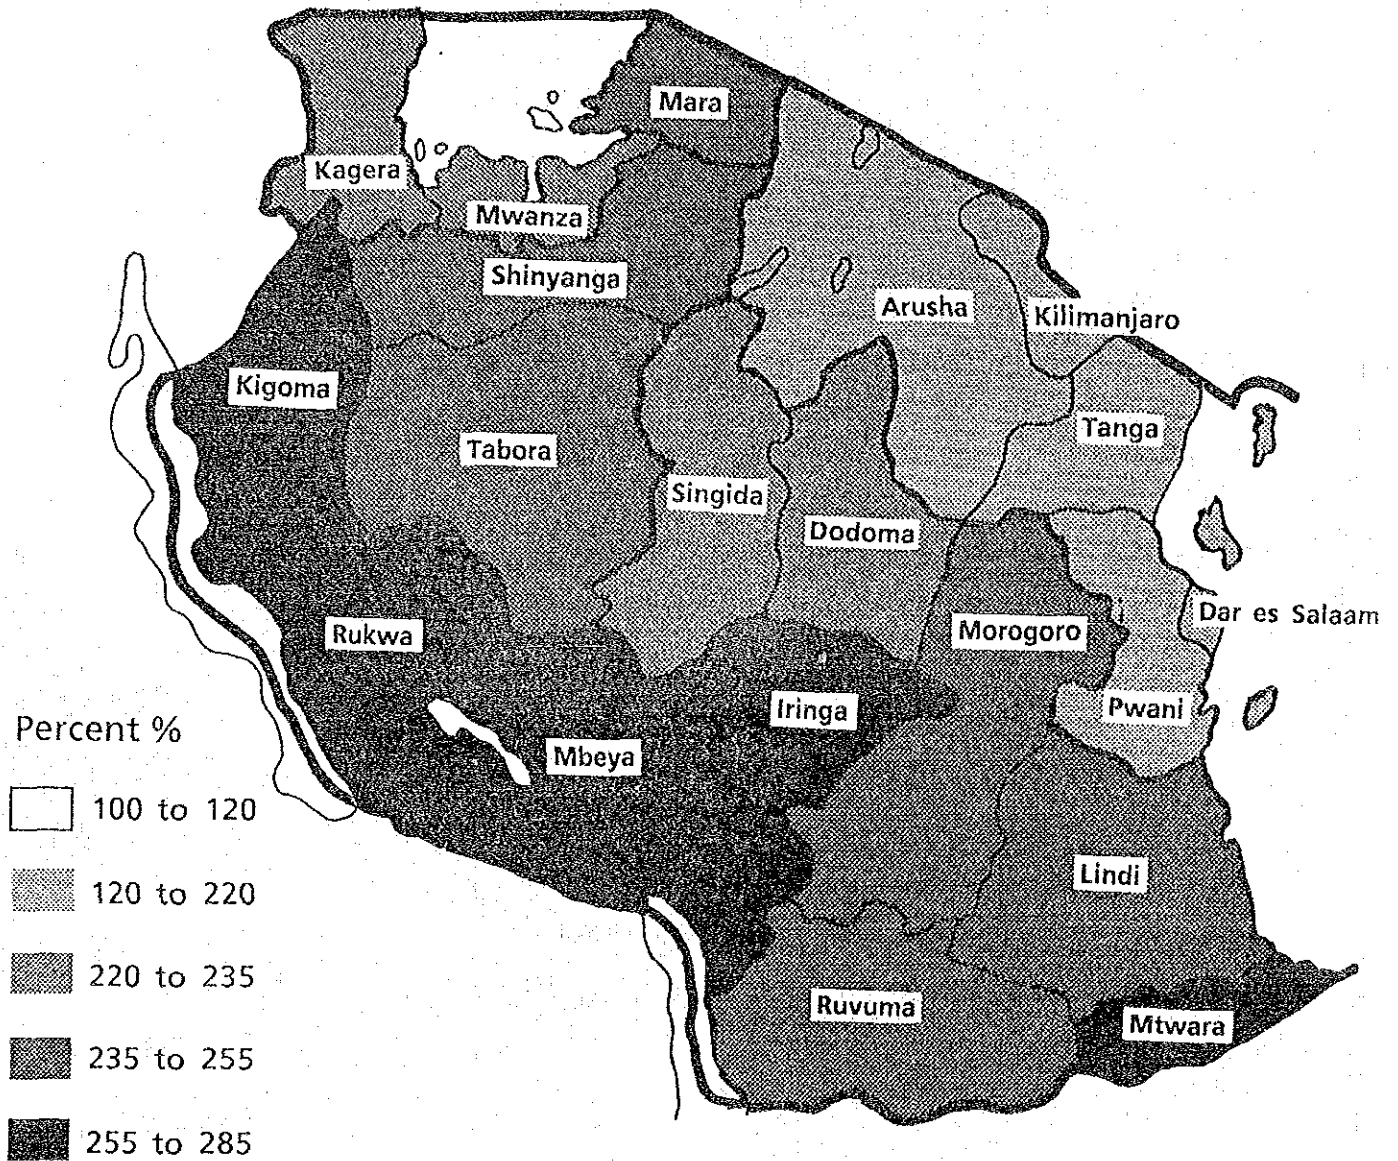 Mara
Kagera
Mwanza
Shinyanga
Arusha
Kilimanjaro
Kigoma
Tabora
Tanga
Singida
Dodoma
Rukwa
Morogoro
Dar es Salaam
Iringa
Pwani
Mbeya
Lindi
Ruvuma
Mtwara
Percent %
100 to 120
120 to 220
220 to 235
235 to 255
255 to 285